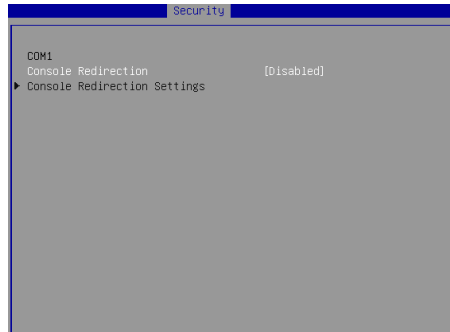 Security
COM1
Console Redirection [Disabled]
Console Redirection Settings